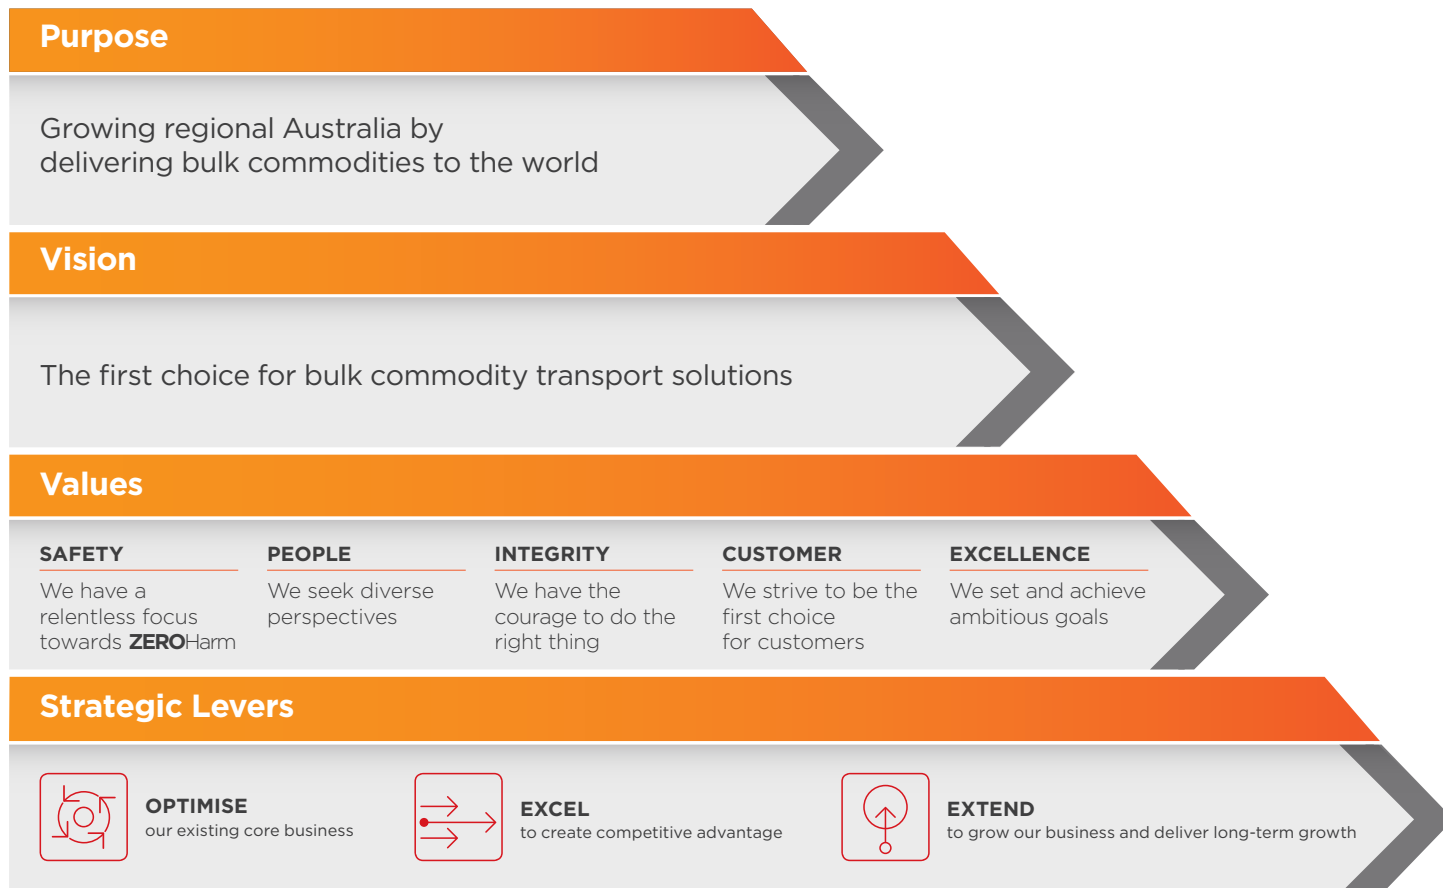 Purpose
Growing regional Australia by
delivering bulk commodities to the world
Vision
The first choice for bulk commodity transport solutions
Values
SAFETY
We have a
relentless focus
towards ZEROHarm
PEOPLE
We seek diverse
perspectives
INTEGRITY
We have the
courage to do the
right thing
CUSTOMER
We strive to be the
first choice
for customers
EXCELLENCE
We set and achieve
ambitious goals
Strategic Levers
OPTIMISE
our existing core business
EXCEL
to create competitive advantage
EXTEND
to grow our business and deliver long-term growth